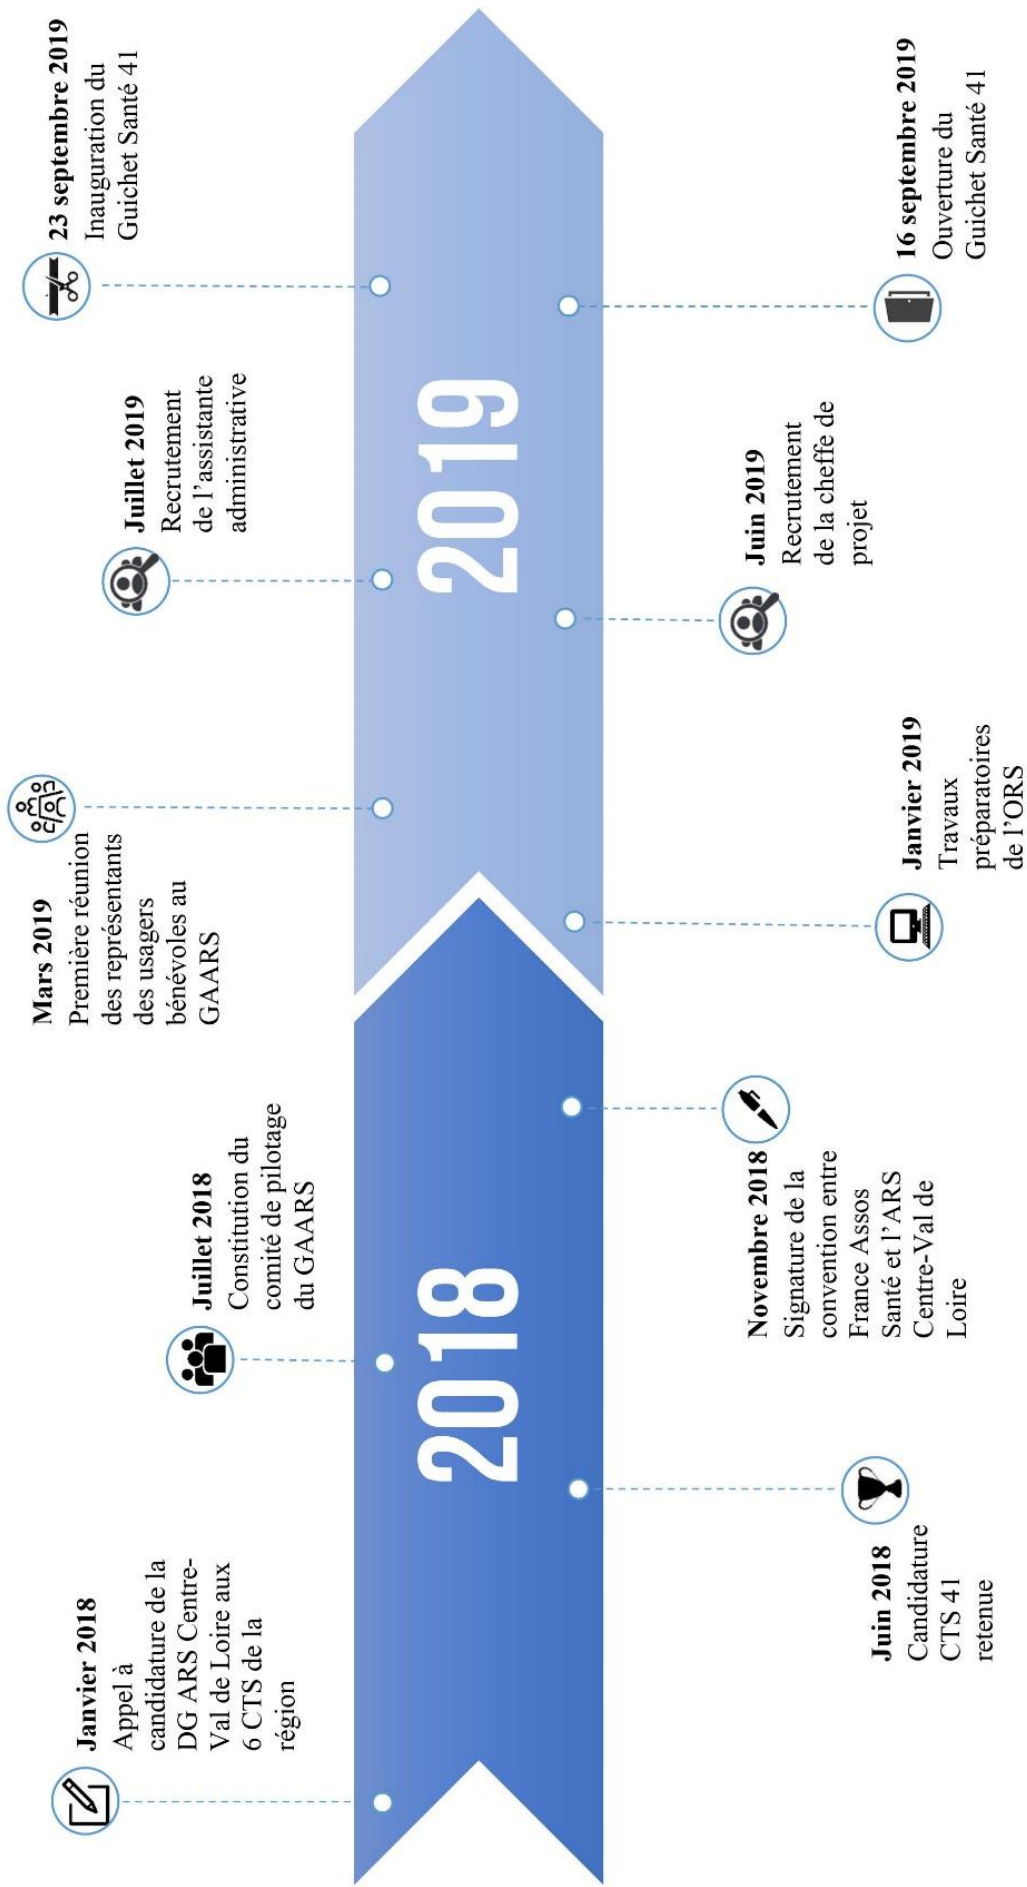 Janvier 2018
Appel à
candidature de la
DG ARS Centre-
Val de Loire aux
6 CTS de la
région
Juin 2018
Candidature
CTS 41
retenue
2018
Juillet 2018
Constitution du
comité de pilotage
du GAARS
Novembre 2018
Signature de la
convention entre
France Assos
Santé et l'ARS
Centre-Val de
Loire
Janvier 2019
Travaux
préparatoires
de l'ORS
Mars 2019
Première réunion
des représentants
des usagers
bénévoles au
GAARS
2019
Juin 2019
Recrutement
de la cheffe de
projet
Juillet 2019
Recrutement
de l'assistante
administrative
16 septembre 2019
Ouverture du
Guichet Santé 41
23 septembre 2019
Inauguration du
Guichet Santé 41